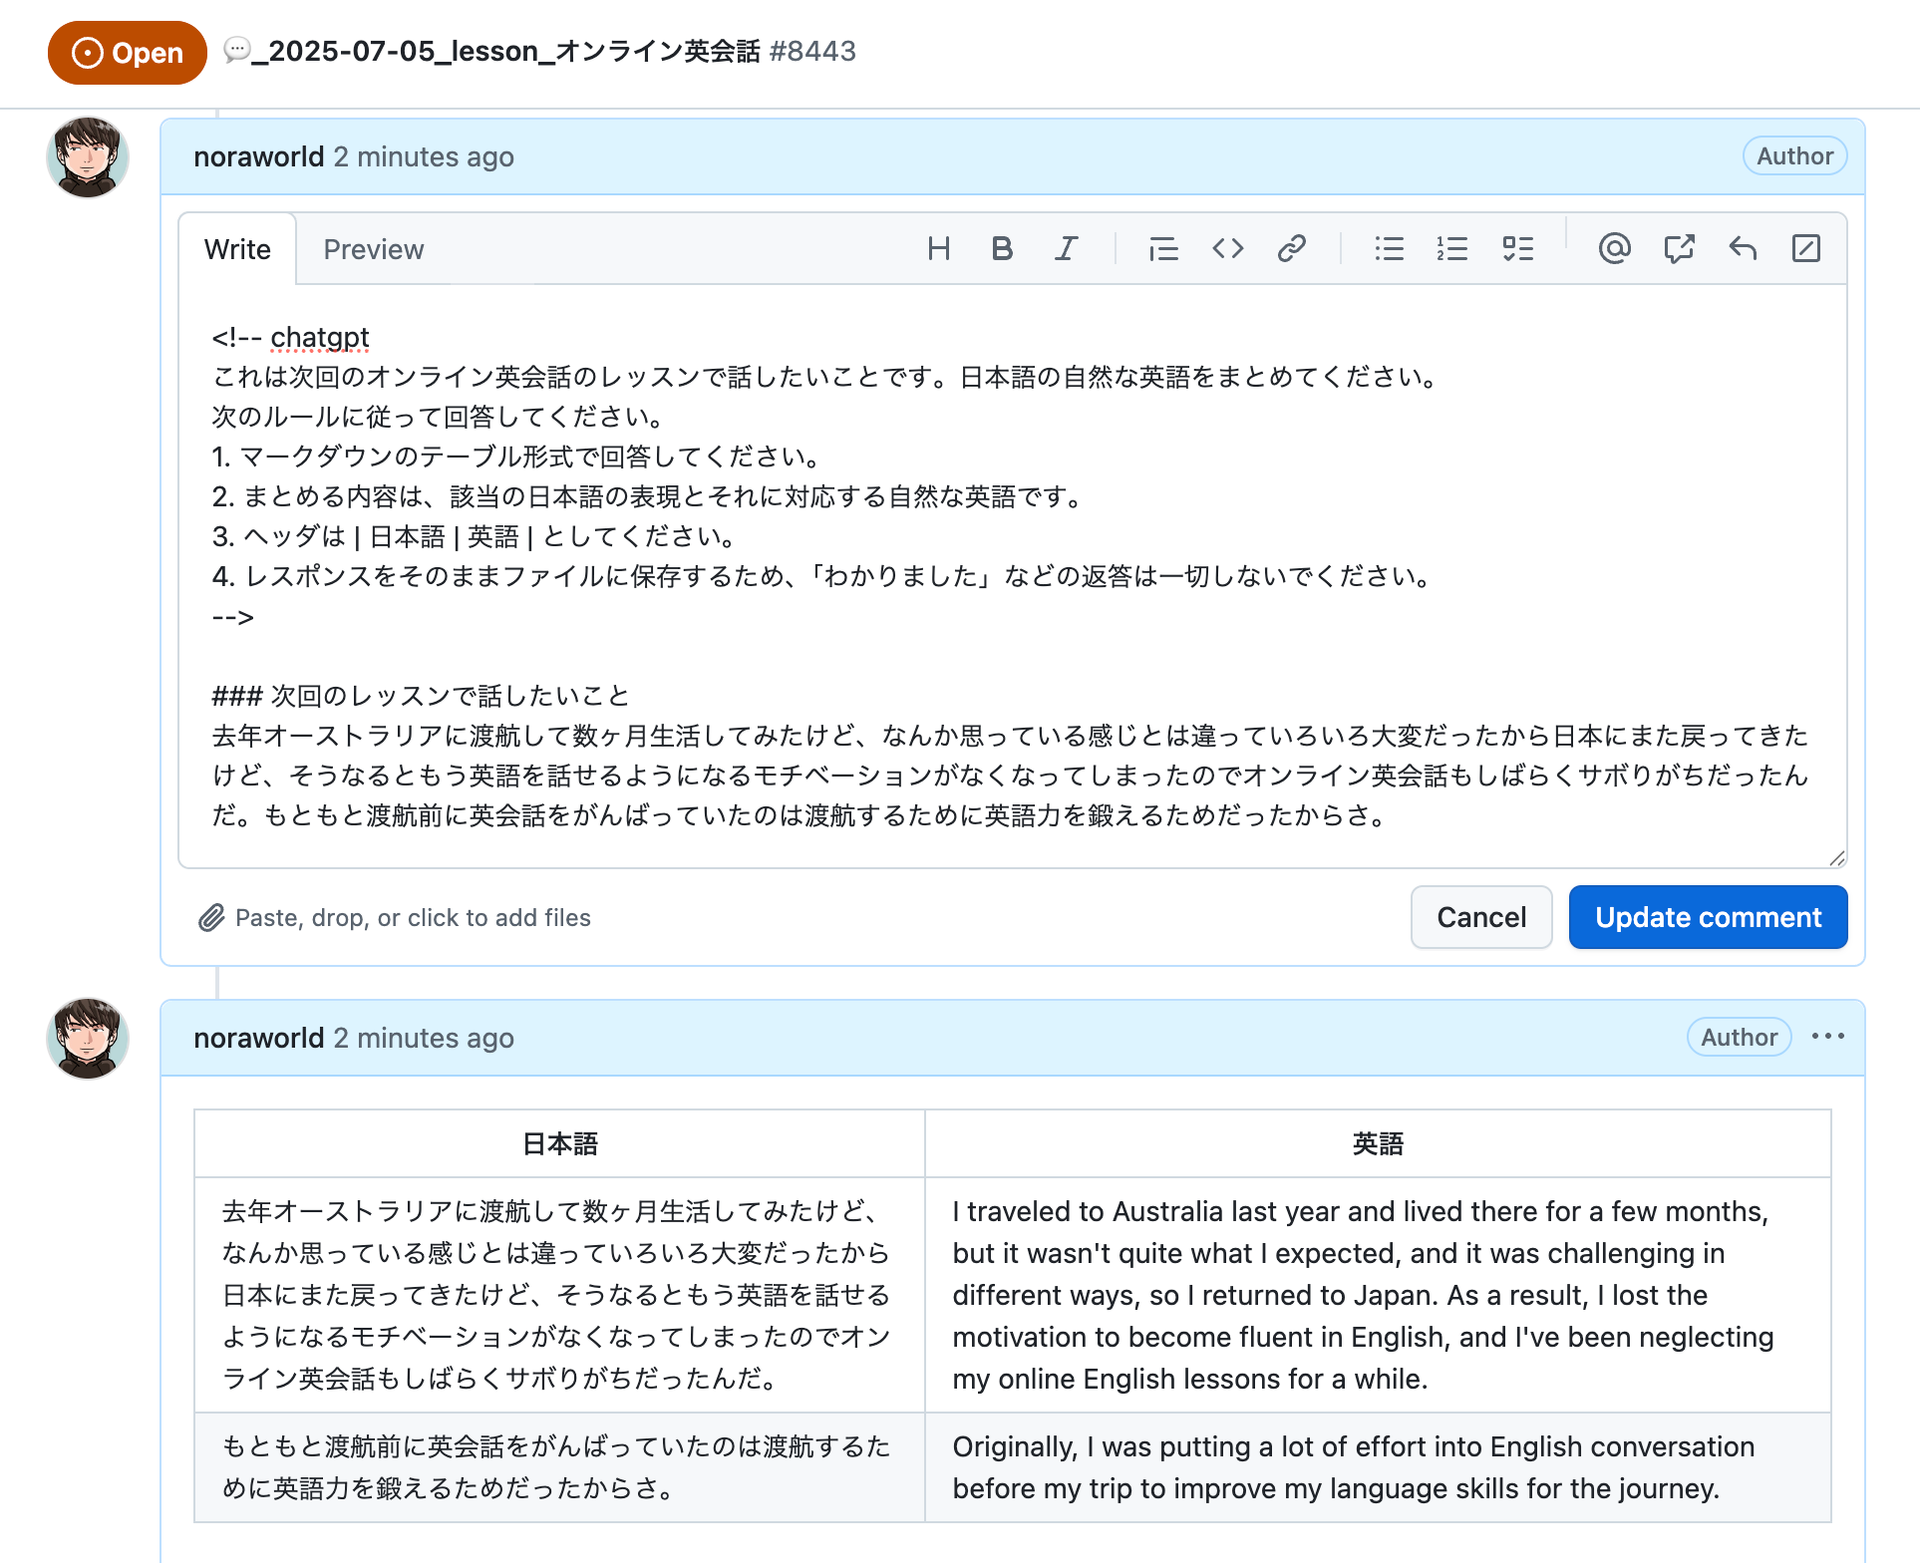 Open 💬_2025-07-05_lesson_オンライン英会話 #8443
noraworld 2 minutes ago Author
Write Preview
<!-- chatgpt
これは次回のオンライン英会話のレッスンで話したいことです。日本語の自然な英語をまとめてください。
次のルールに従って回答してください。
1. マークダウンのテーブル形式で回答してください。
2. まとめる内容は、該当の日本語の表現とそれに対応する自然な英語です。
3. ヘッダは | 日本語 | 英語 | としてください。
4. レスポンスをそのままファイルに保存するため、「わかりました」などの返答は一切しないでください。
-->
### 次回のレッスンで話したいこと
去年オーストラリアに渡航して数ヶ月生活してみたけど、なんか思っている感じとは違っていろいろ大変だったから日本にまた戻ってきた
けど、そうなるともう英語を話せるようになるモチベーションがなくなってしまったのでオンライン英会話もしばらくサボりがちだったん
だ。もともと渡航前に英会話をがんばっていたのは渡航するために英語力を鍛えるためだったからさ。
Paste, drop, or click to add files
Cancel
Update comment
noraworld 2 minutes ago Author
日本語
英語
去年オーストラリアに渡航して数ヶ月生活してみたけど、
なんか思っている感じとは違っていろいろ大変だったから
日本にまた戻ってきたけど、そうなるともう英語を話せる
ようになるモチベーションがなくなってしまったのでオン
ライン英会話もしばらくサボりがちだったんだ。
I traveled to Australia last year and lived there for a few months,
but it wasn't quite what I expected, and it was challenging in
different ways, so I returned to Japan. As a result, I lost the
motivation to become fluent in English, and I've been neglecting
my online English lessons for a while.
もともと渡航前に英会話をがんばっていたのは渡航するた
めに英語力を鍛えるためだったからさ。
Originally, I was putting a lot of effort into English conversation
before my trip to improve my language skills for the journey.